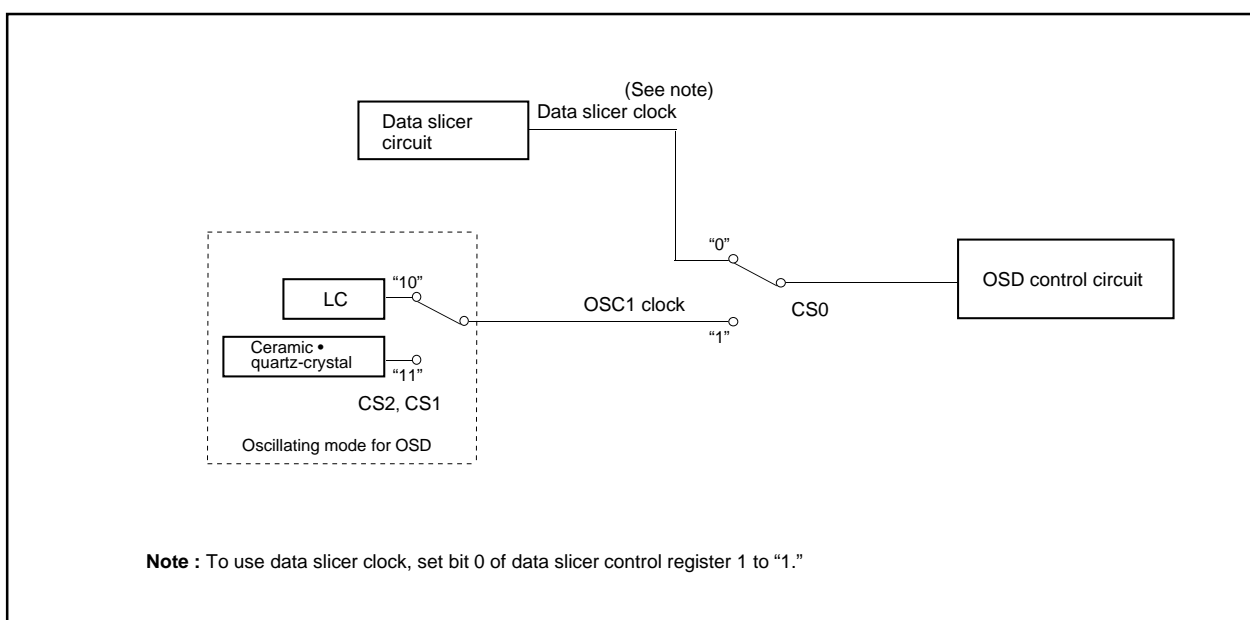 (See note)
Data slicer clock
Data slicer
circuit
“0”
OSD control circuit
CS0
“10”
LC
OSC1 clock
“1”
Ceramic •
quartz-crystal
“11”
CS2, CS1
Oscillating mode for OSD
Note : To use data slicer clock, set bit 0 of data slicer control register 1 to “1.”